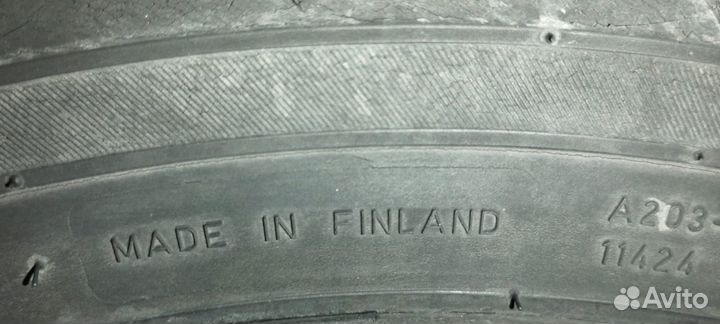 MADE IN FINLAND
A203-
11424
Avito